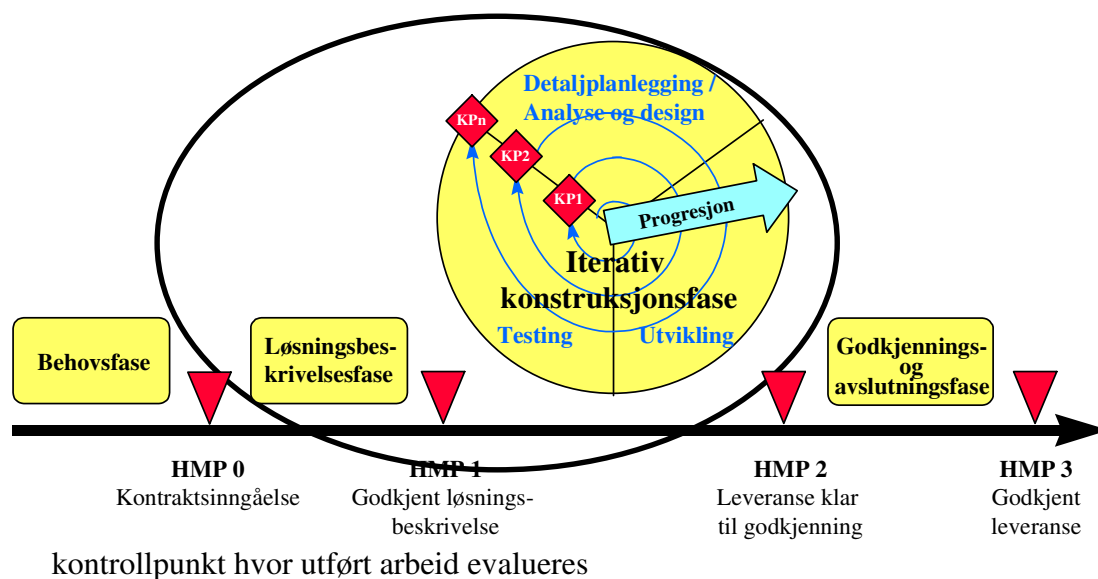 Detaljplanlegging /
Analyse og design
KPn
KP2
KP1
Progresjon
Iterativ
konstruksjonsfase
Testing
Utvikling
Behovsfase
Løsningsbes-
krivelsesfase
Godkjennings-
og
avslutningsfase
HMP 0
Kontraktsinngåelse
HMP 1
Godkjent løsnings-
beskrivelse
HMP 2
Leveranse klar
til godkjenning
HMP 3
Godkjent
leveranse
kontrollpunkt hvor utført arbeid evalueres